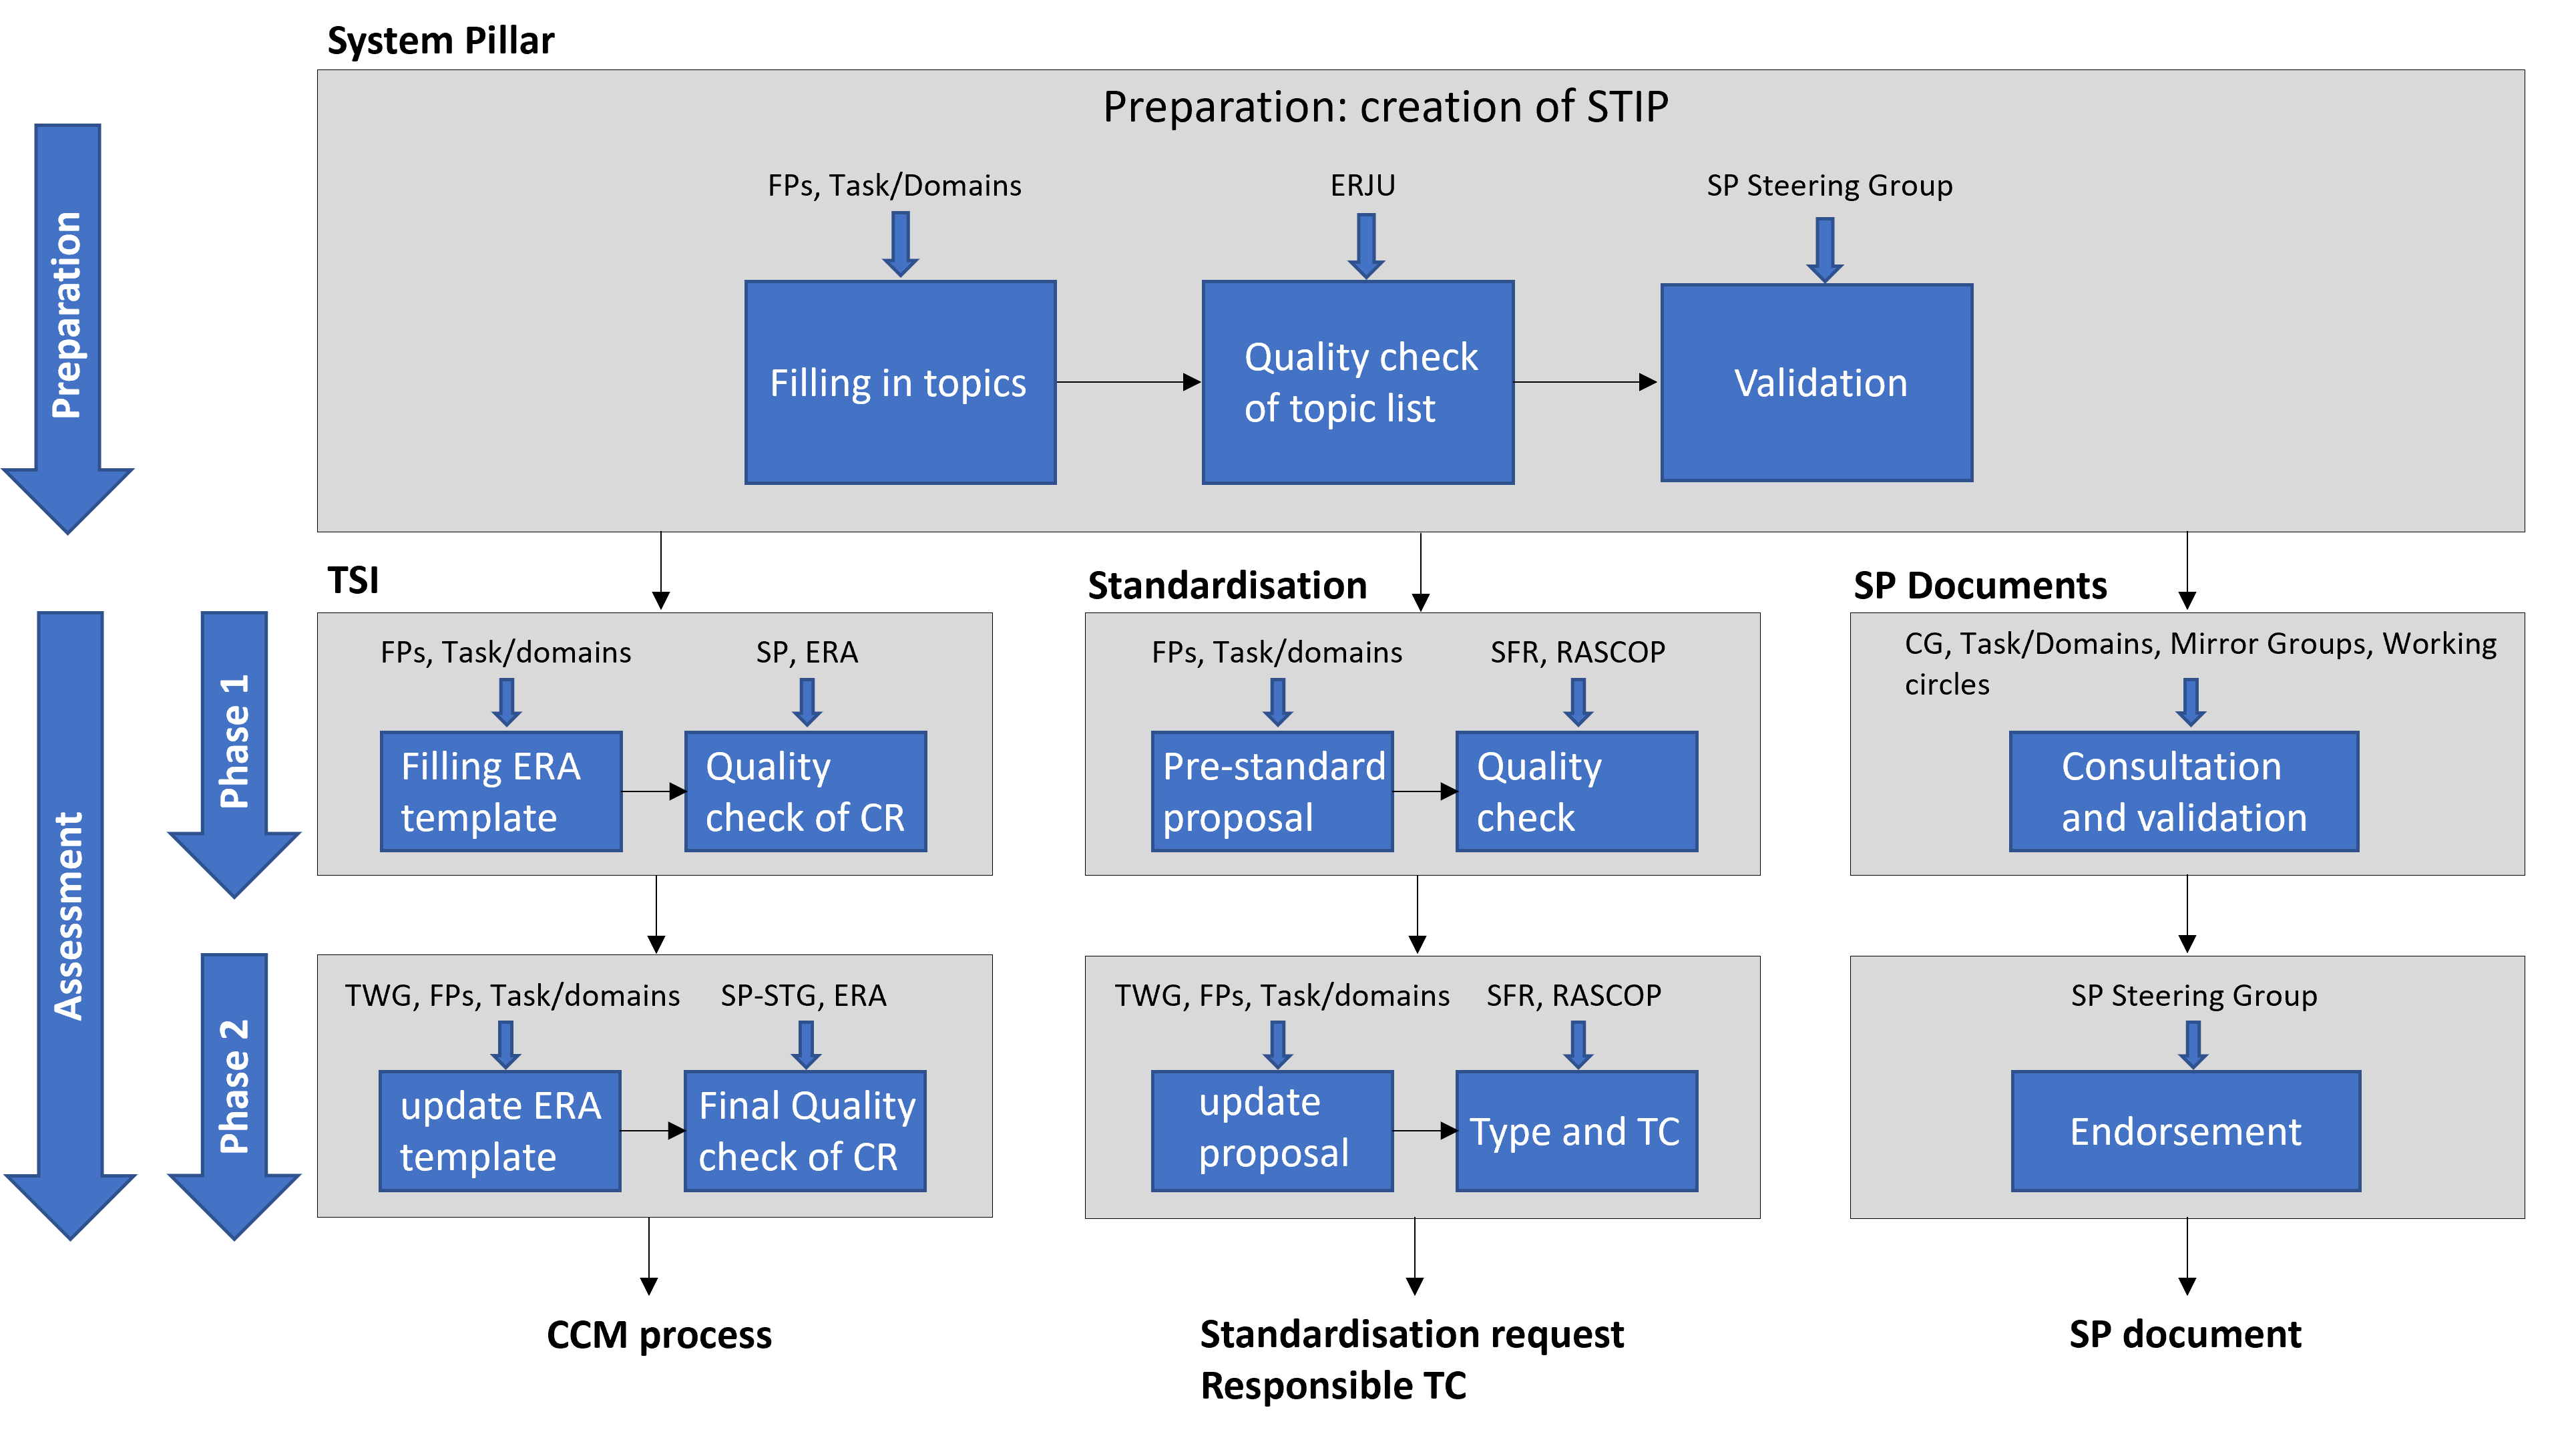 System Pillar
Preparation: creation of STIP
FPs, Task/Domains
ERJU
SP Steering Group
Filling in topics
Quality check
of topic list
Validation
Preparation
TSI
Standardisation
SP Documents
Assessment
Phase 1
FPs, Task/domains
SP, ERA
Filling ERA
template
Quality
check of CR
FPs, Task/domains
SFR, RASCOP
Pre-standard
proposal
Quality
check
CG, Task/Domains, Mirror Groups, Working
circles
Consultation
and validation
Phase 2
TWG, FPs, Task/domains
SP-STG, ERA
update ERA
template
Final Quality
check of CR
TWG, FPs, Task/domains
SFR, RASCOP
update
proposal
Type and TC
SP Steering Group
Endorsement
CCM process
Standardisation request
Responsible TC
SP document